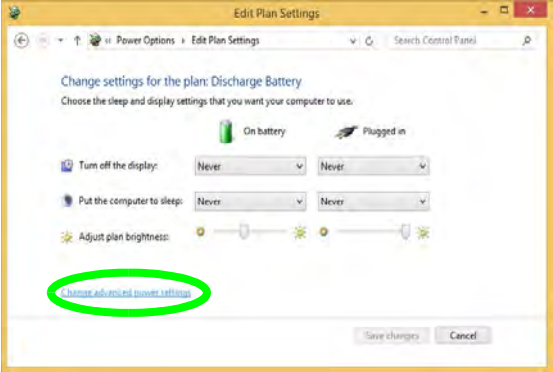 Edit Plan Settings
« Power Options › Edit Plan Settings
Search Control Panel
Change settings for the plan: Discharge Battery
Choose the sleep and display settings that you want your computer to use.
On battery Plugged in
Turn off the display: Never Never
Put the computer to sleep: Never Never
Adjust plan brightness:
Change advanced power settings
Save changes Cancel